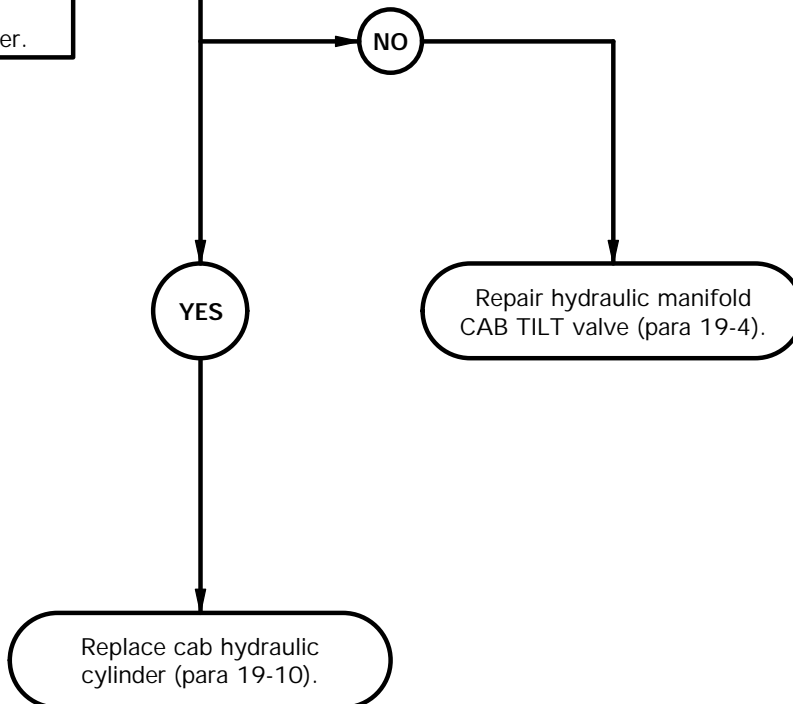 er.
NO
YES
Repair hydraulic manifold
CAB TILT valve (para 19-4).
Replace cab hydraulic
cylinder (para 19-10).